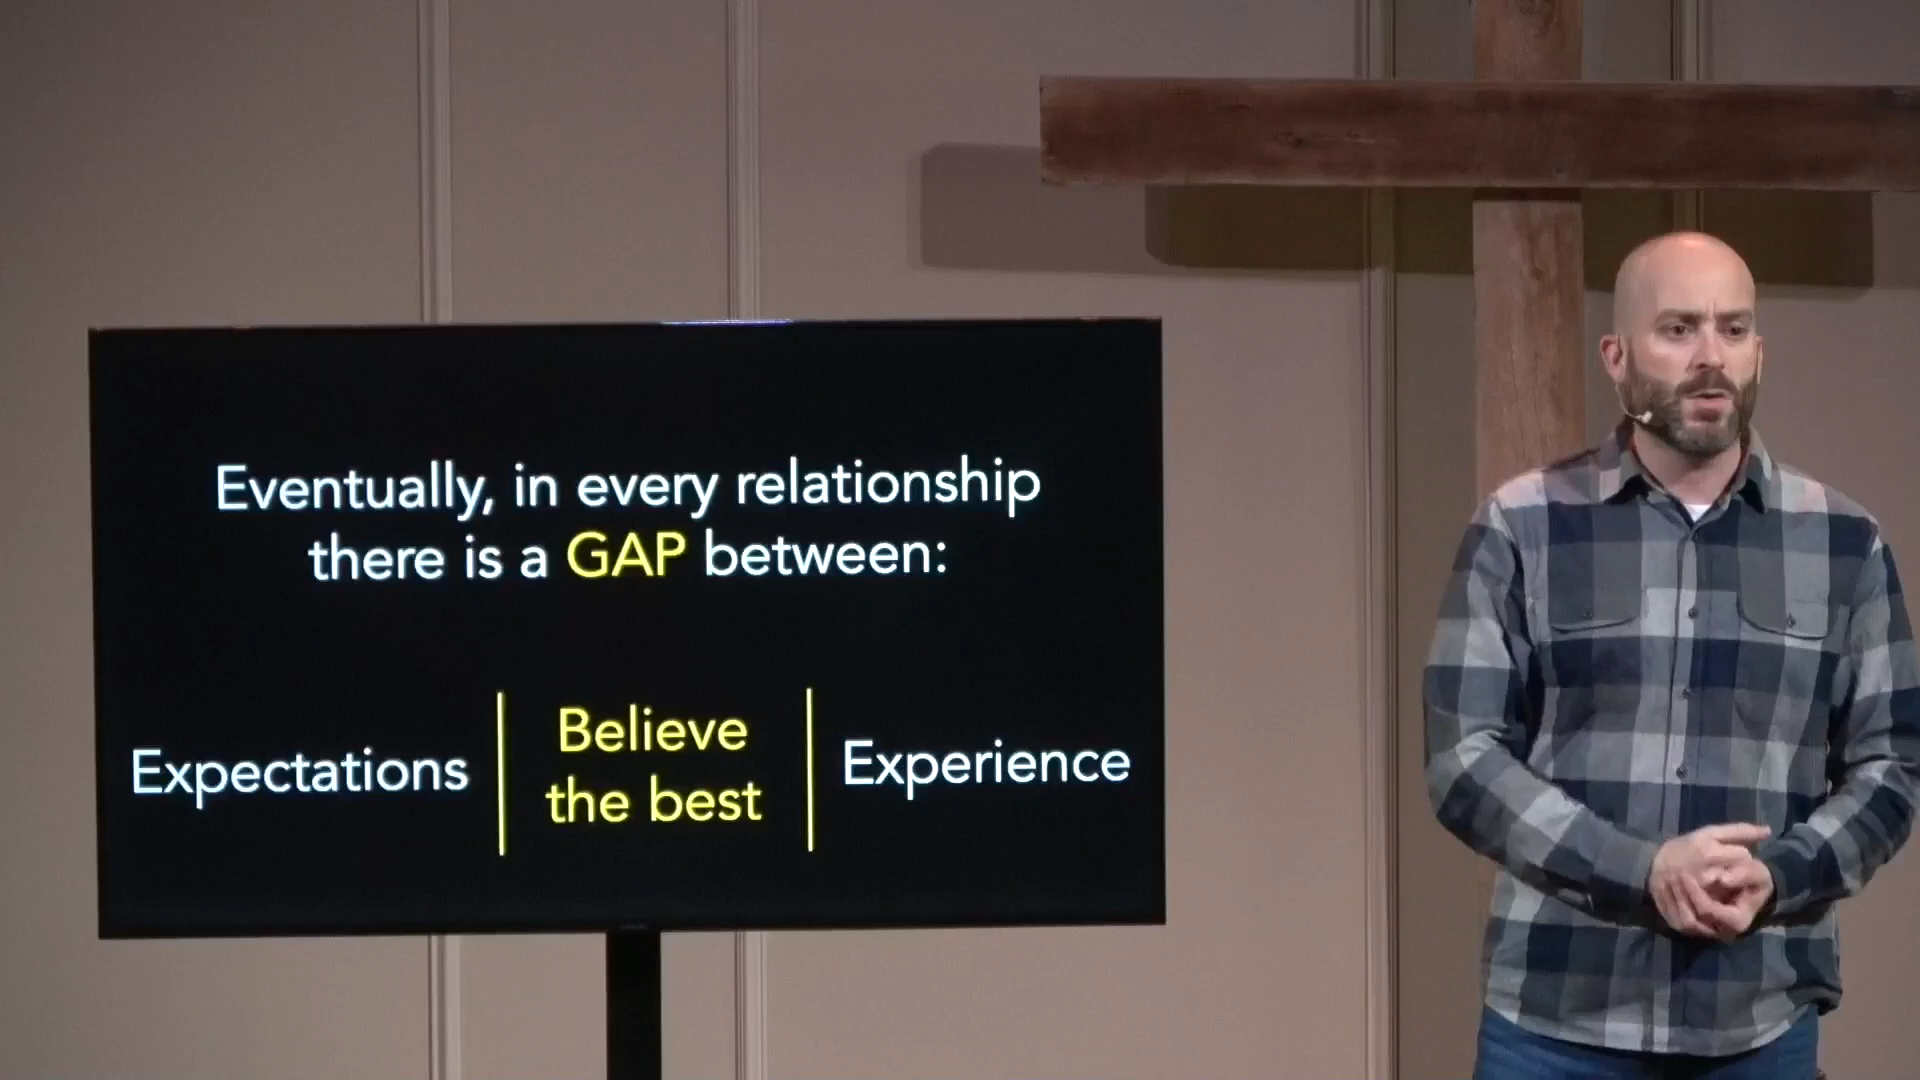 Eventually, in every relationship
there is a GAP between:
Expectations
Believe
the best
Experience